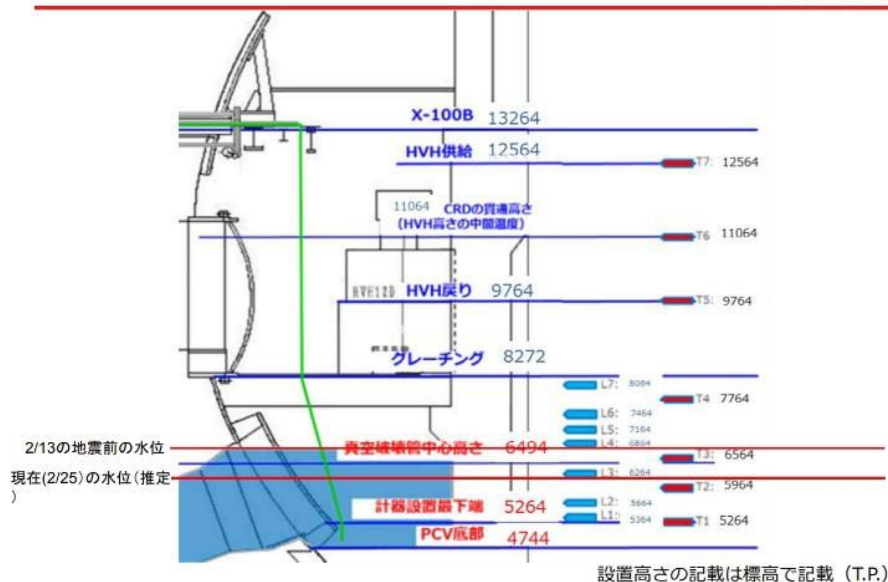 X-100B 13264
HVH供給 12564
T7: 12564
11064 CRDの貫通高さ
(HVH高さの中間温度)
T6 11064
HVH12D
HVH戻り 9764
T5: 9764
グレーチング 8272
L7: 8064
T4 7764
L6: 7464
L5: 7164
L4: 6864
2/13の地震前の水位
真空破壊管中心高さ 6494
T3: 6564
L3: 6264
現在(2/25)の水位(推定
)
T2: 5964
計器設置最下端 5264
L2: 5664
L1: 5364
T1 5264
PCV底部 4744
設置高さの記載は標高で記載 (T.P.)